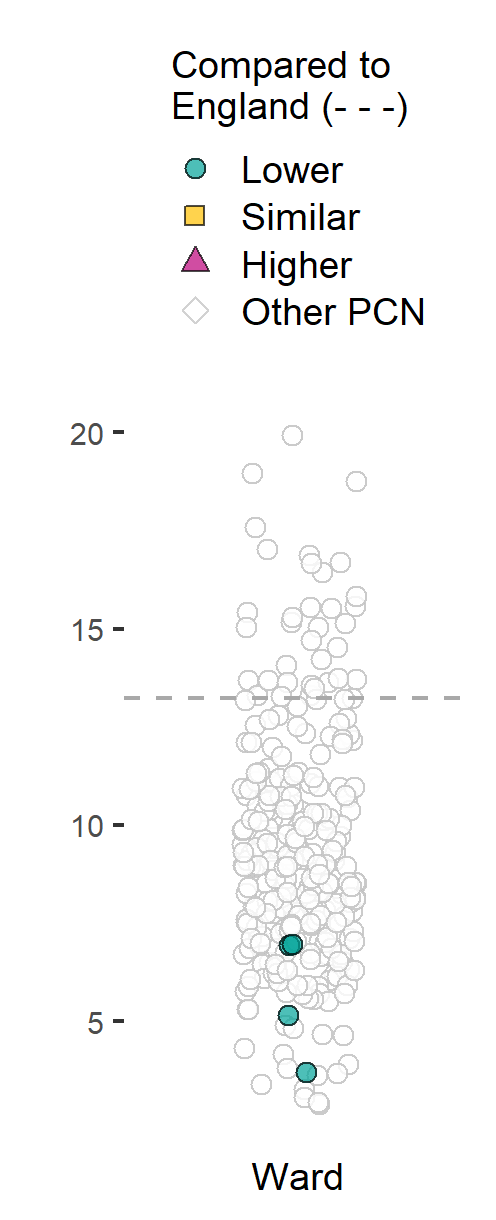 Compared to
England (- - -)
Lower
Similar
Higher
Other PCN
20
15
10
5
Ward